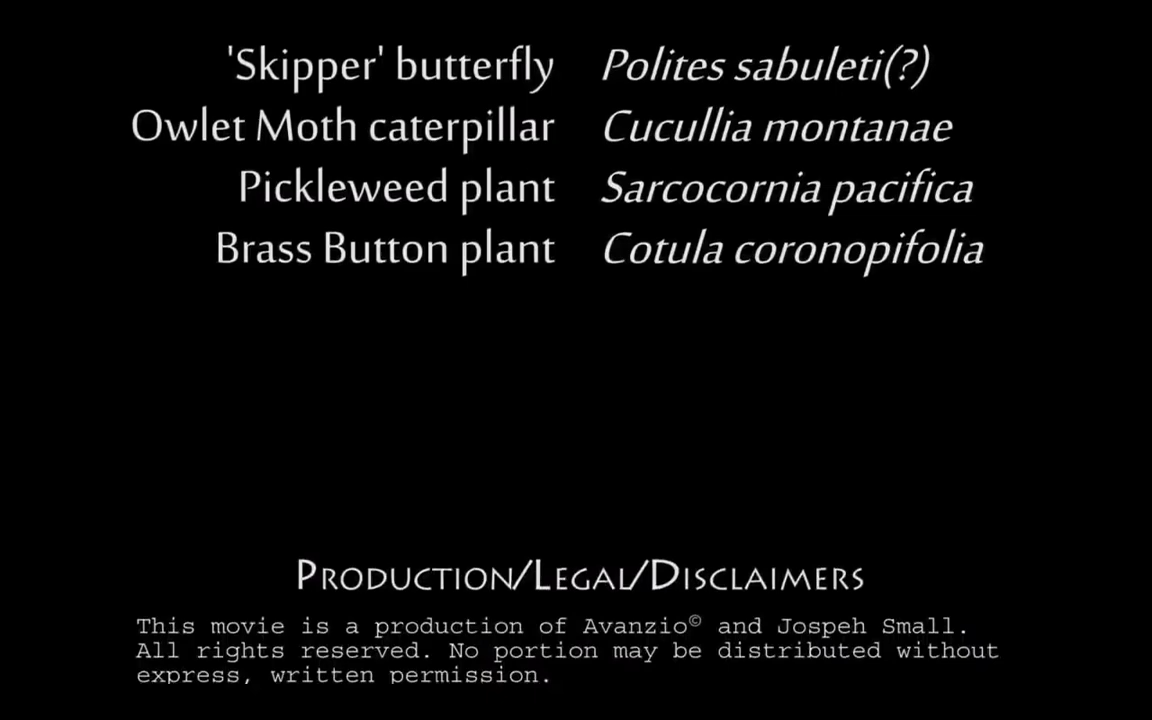 'Skipper' butterfly Polites sabuleti(?)
Owlet Moth caterpillar Cucullia montanae
Pickleweed plant Sarcocornia pacifica
Brass Button plant Cotula coronopifolia
PRODUCTION/LEGAL/DISCLAIMERS
This movie is a production of Avanzio© and Jospeh Small.
All rights reserved. No portion may be distributed without
express, written permission.